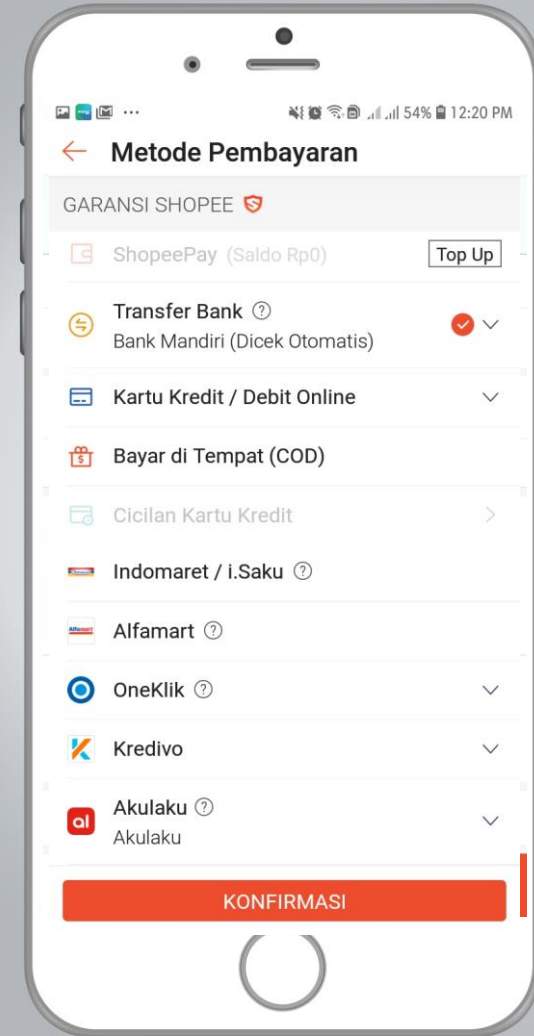 54% 12:20 PM
Metode Pembayaran
GARANSI SHOPEE
ShopeePay (Saldo Rp0) Top Up
Transfer Bank ?
Bank Mandiri (Dicek Otomatis)
Kartu Kredit / Debit Online
Bayar di Tempat (COD)
Cicilan Kartu Kredit
Indomaret / i.Saku ?
Alfamart Alfamart ?
OneKlik ?
Kredivo
al Akulaku ?
Akulaku
KONFIRMASI